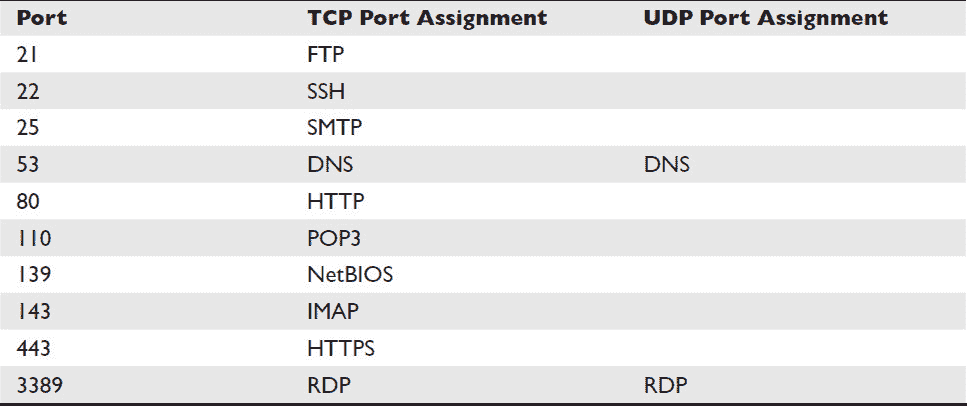 Port TCP Port Assignment UDP Port Assignment
21 FTP
22 SSH
25 SMTP
53 DNS DNS
80 HTTP
110 POP3
139 NetBIOS
143 IMAP
443 HTTPS
3389 RDP RDP